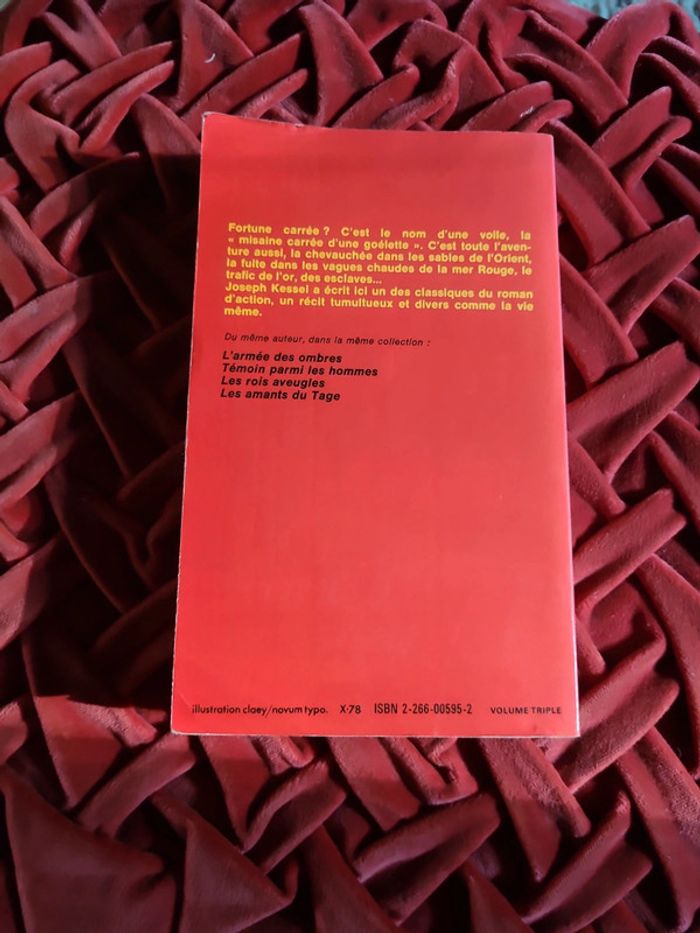 Fortune carrée ? C'est le nom d'une voile, la
« misaine carrée d'une goélette ». C'est toute l'aven-
ture aussi, la chevauchée dans les sables de l'Orient,
la fuite dans les vagues chaudes de la mer Rouge, le
trafic de l'or, des esclaves...
Joseph Kessel a écrit ici un des classiques du roman
d'action, un récit tumultueux et divers comme la vie
même.
Du même auteur, dans la même collection :
L'armée des ombres
Témoin parmi les hommes
Les rois aveugles
Les amants du Tage
illustration claey/novum typo. X-78 ISBN 2-266-00595-2 VOLUME TRIPLE